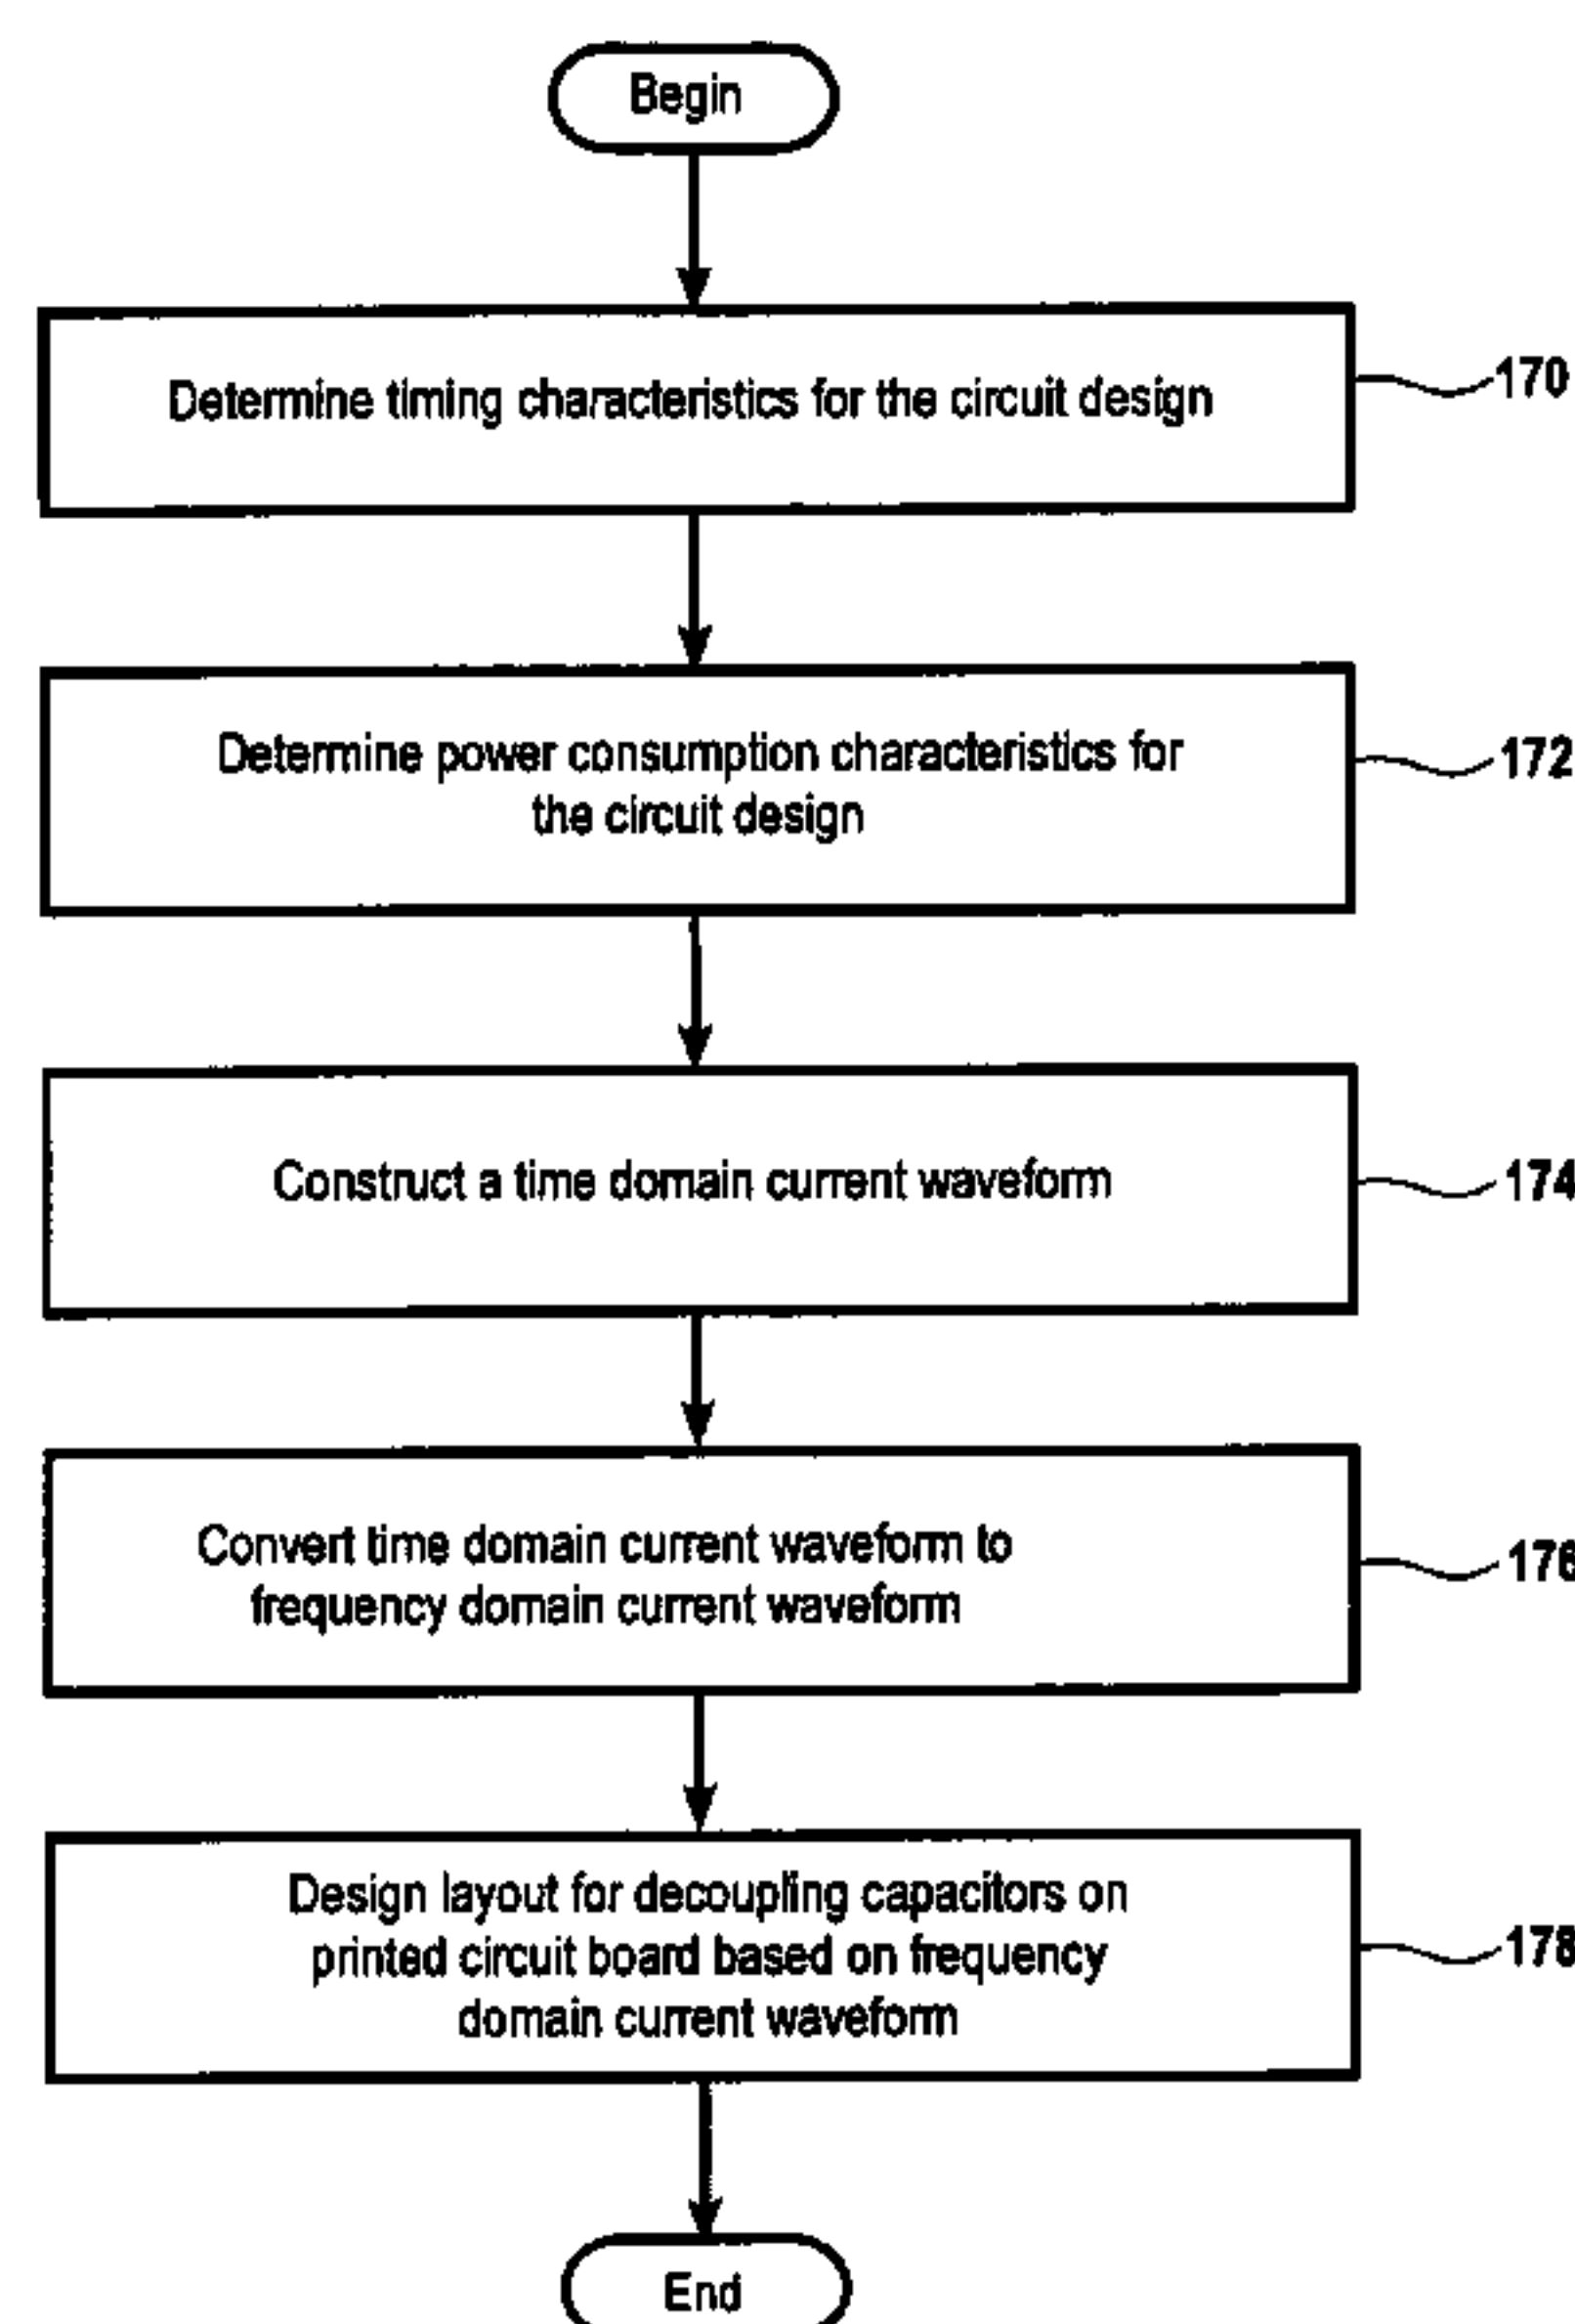 Begin
Determine timing characteristics for the circuit design
170
Determine power consumption characteristics for
the circuit design
172
Construct a time domain current waveform
174
Convert time domain current waveform to
frequency domain current waveform
176
Design layout for decoupling capacitors on
printed circuit board based on frequency
domain current waveform
178
End